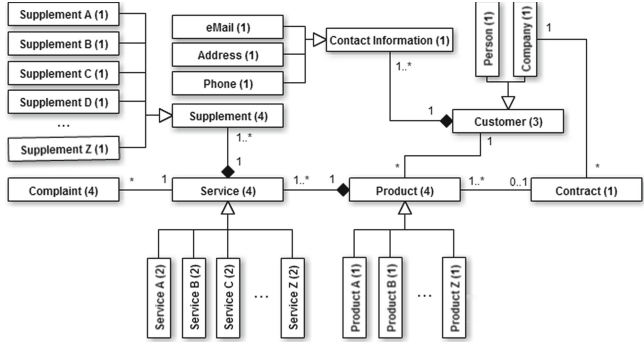 Supplement A (1)
Supplement B (1)
Supplement C (1)
Supplement D (1)
...
Supplement Z (1)
eMail (1)
Address (1)
Phone (1)
Contact Information (1)
Person (1)
Company (1)
1
1..*
Supplement (4)
1..*
1
1
Customer (3)
1
*
*
Complaint (4)
*
1
Service (4)
1..*
1
Product (4)
1..*
0..1
Contract (1)
Service A (2)
Service B (2)
Service C (2)
...
Service Z (2)
Product A (1)
Product B (1)
...
Product Z (1)